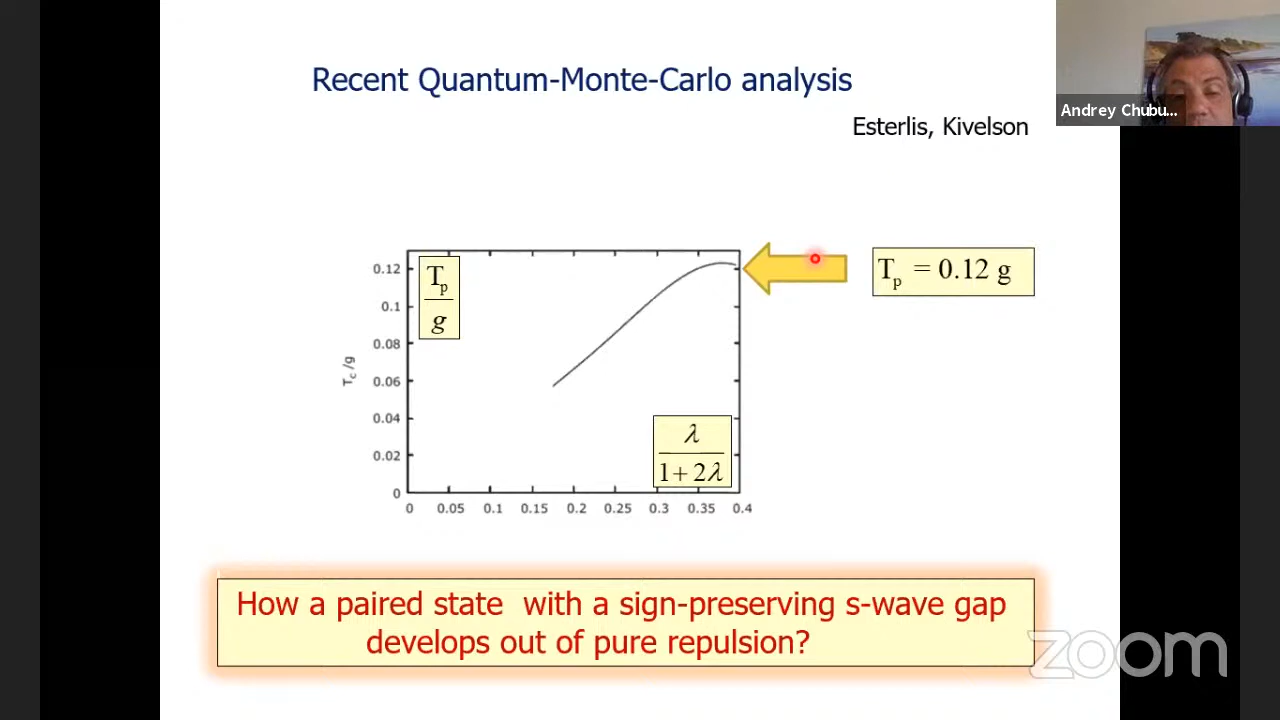 Recent Quantum-Monte-Carlo analysis
Andrey Chubu...
Esterlis, Kivelson
0.12
0.1
0.08
0.06
0.04
0.02
0
Tc /g
Tp
g
Tp = 0.12 g
λ
1+ 2λ
0 0.05 0.1 0.15 0.2 0.25 0.3 0.35 0.4
How a paired state with a sign-preserving s-wave gap
develops out of pure repulsion?
zoom